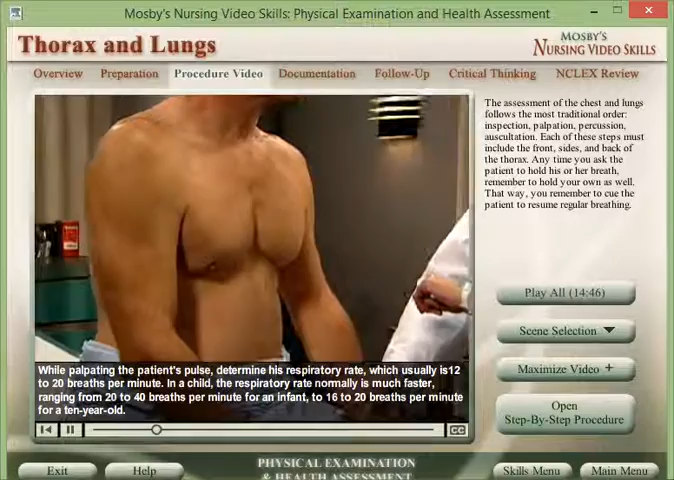 Mosby's Nursing Video Skills: Physical Examination and Health Assessment
Thorax and Lungs
MOSBY'S
NURSING VIDEO SKILLS
Overview
Preparation
Procedure Video
Documentation
Follow-Up
Critical Thinking
NCLEX Review
The assessment of the chest and lungs
follows the most traditional order:
inspection, palpation, percussion,
auscultation. Each of these steps must
include the front, sides, and back of
the thorax. Any time you ask the
patient to hold his or her breath,
remember to hold your own as well.
That way, you remember to cue the
patient to resume regular breathing.
Play All (14:46)
Scene Selection
Maximize Video +
Open
Step-By-Step Procedure
While palpating the patient's pulse, determine his respiratory rate, which usually is12
to 20 breaths per minute. In a child, the respiratory rate normally is much faster,
ranging from 20 to 40 breaths per minute for an infant, to 16 to 20 breaths per minute
for a ten-year-old.
CC
Exit
Help
PHYSICAL EXAMINATION
& HEALTH ASSESSMENT
Skills Menu
Main Menu